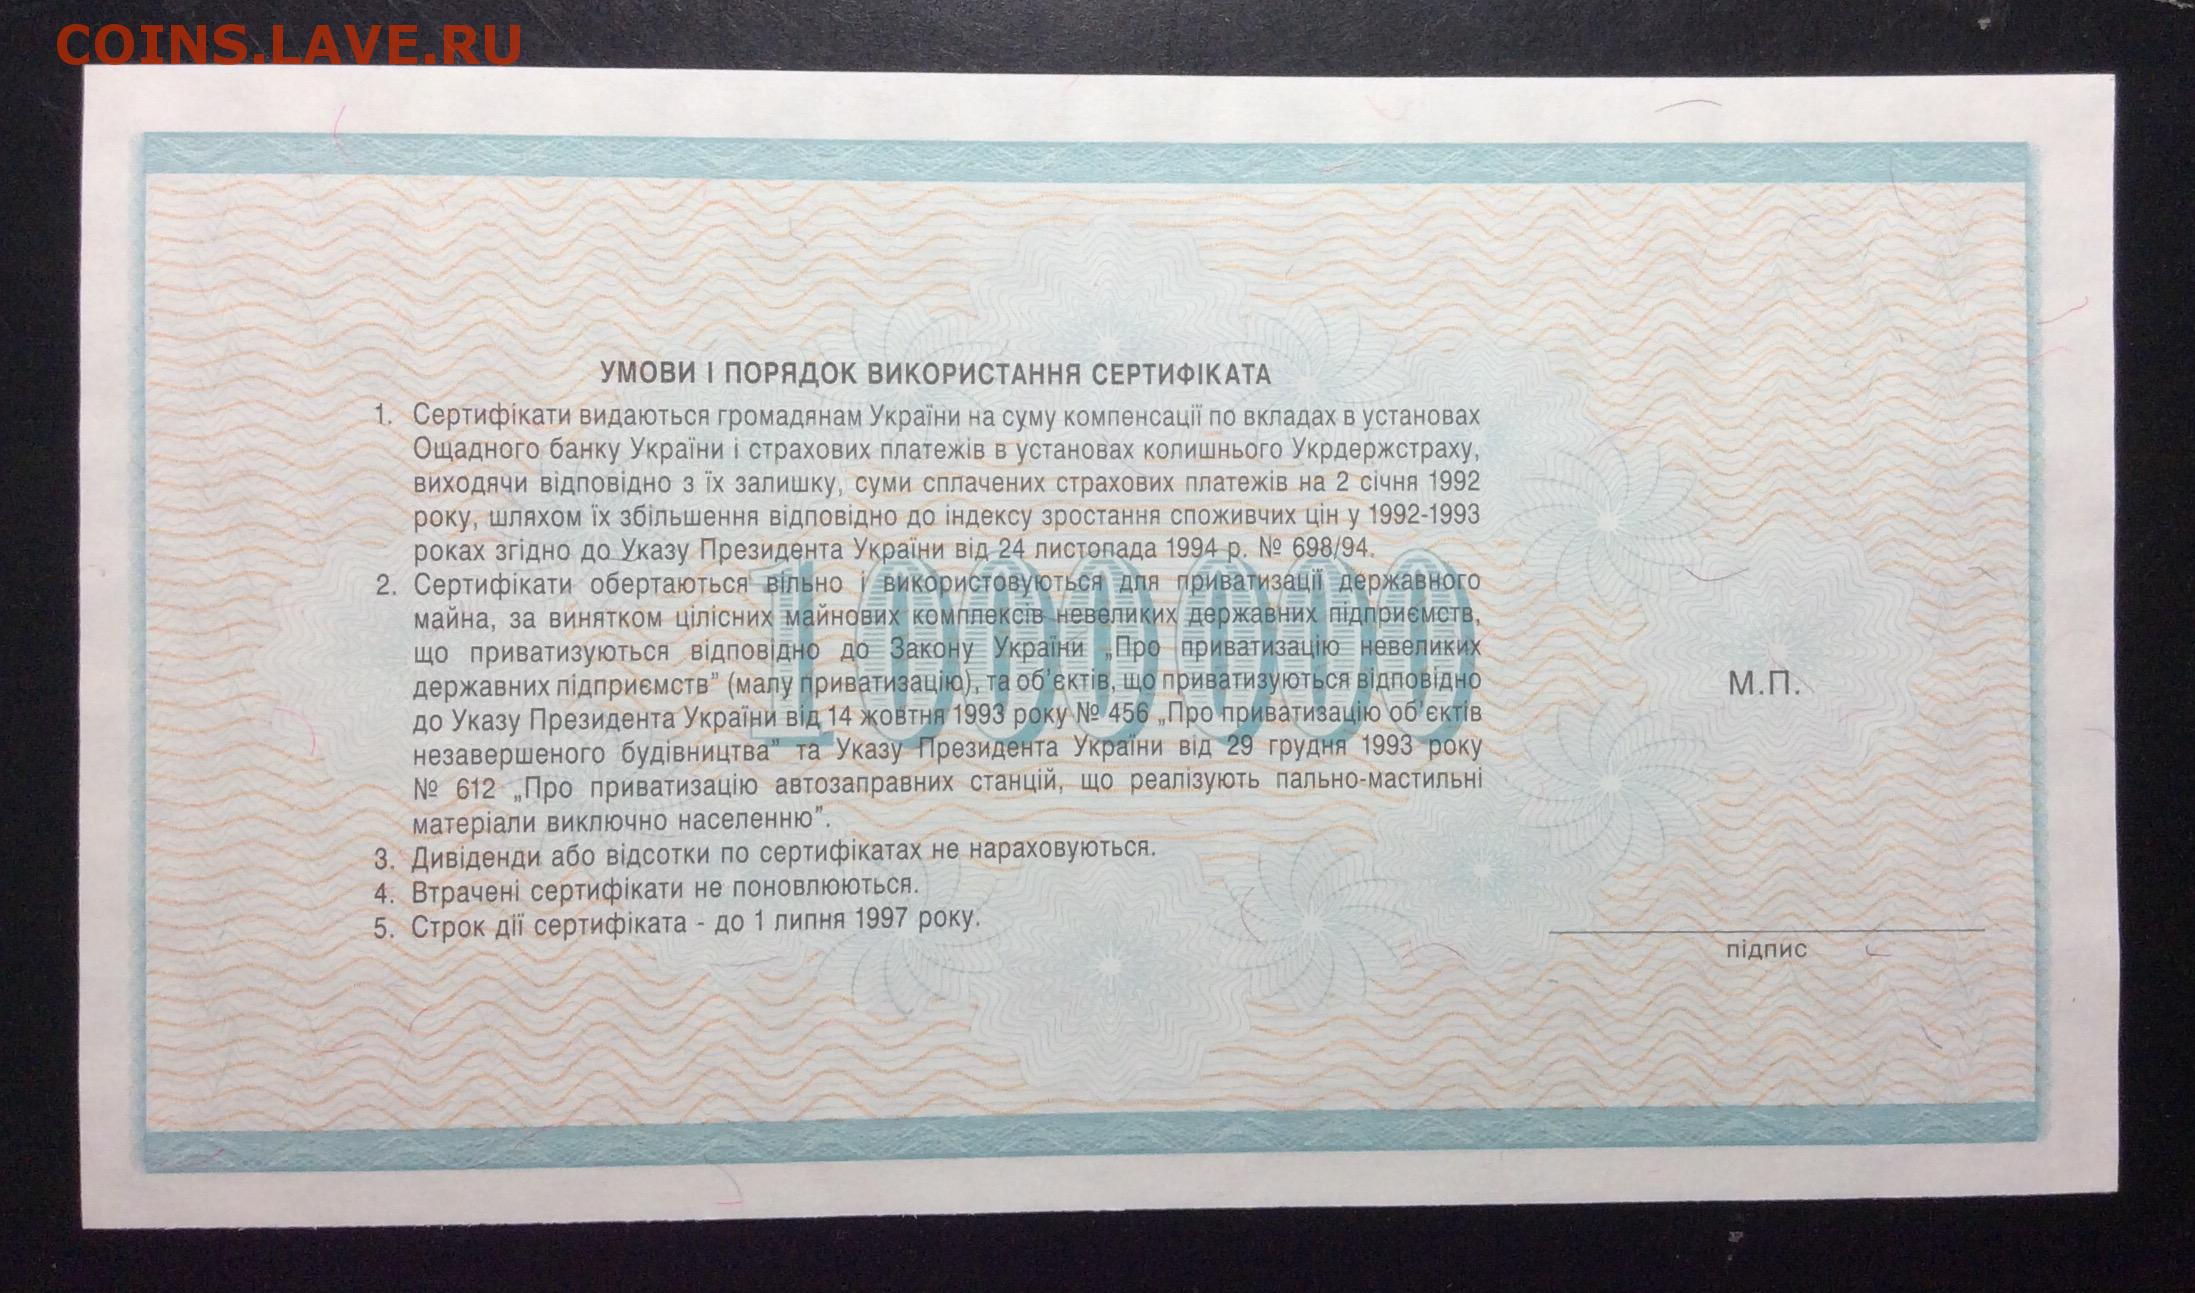 COINS.LAVE.RU
УМОВИ І ПОРЯДОК ВИКОРИСТАННЯ СЕРТИФІКАТА
1. Сертифікати видаються громадянам України на суму компенсації по вкладах в установах
Ощадного банку України і страхових платежів в установах колишнього Укрдержстраху,
виходячи відповідно з їх залишку, суми сплачених страхових платежів на 2 січня 1992
року, шляхом їх збільшення відповідно до індексу зростання споживчих цін у 1992-1993
роках згідно до Указу Президента України від 24 листопада 1994 р. № 698/94.
2. Сертифікати обертаються вільно і використовуються для приватизації державного
майна, за винятком цілісних майнових комплексів невеликих державних підприємств,
що приватизуються відповідно до Закону України „Про приватизацію невеликих
державних підприємств" (малу приватизацію), та об'єктів, що приватизуються відповідно
до Указу Президента України від 14 жовтня 1993 року № 456 „Про приватизацію об'єктів
незавершеного будівництва" та Указу Президента України від 29 грудня 1993 року
№ 612 „Про приватизацію автозаправних станцій, що реалізують пально-мастильні
матеріали виключно населенню".
3. Дивіденди або відсотки по сертифікатах не нараховуються.
4. Втрачені сертифікати не поновлюються.
5. Строк дії сертифіката - до 1 липня 1997 року.
1000000
М.П.
підпис